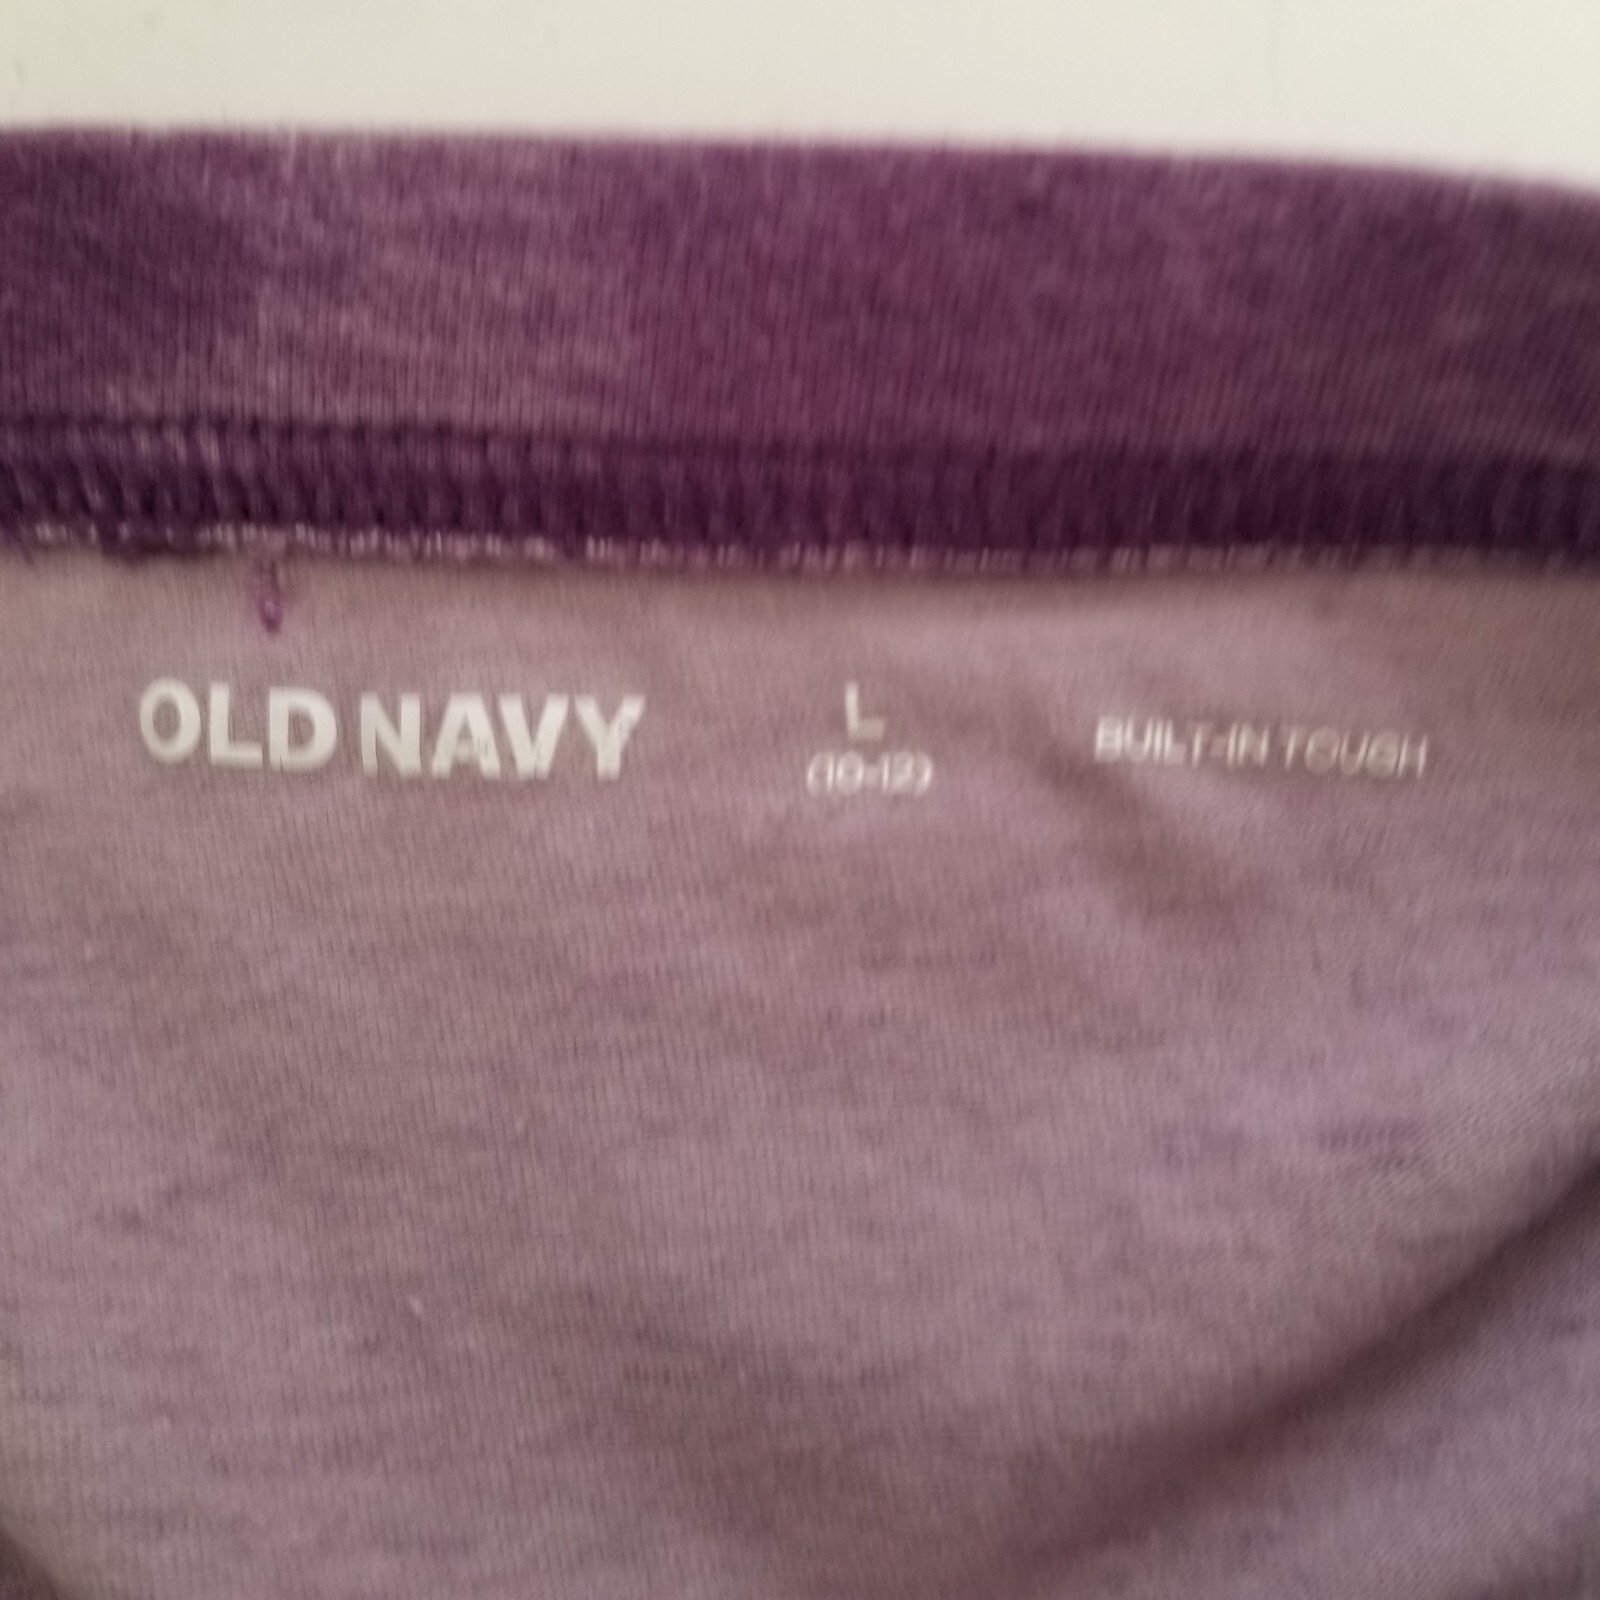 OLD NAVY
L
(10-12)
BUILT-IN TOUGH